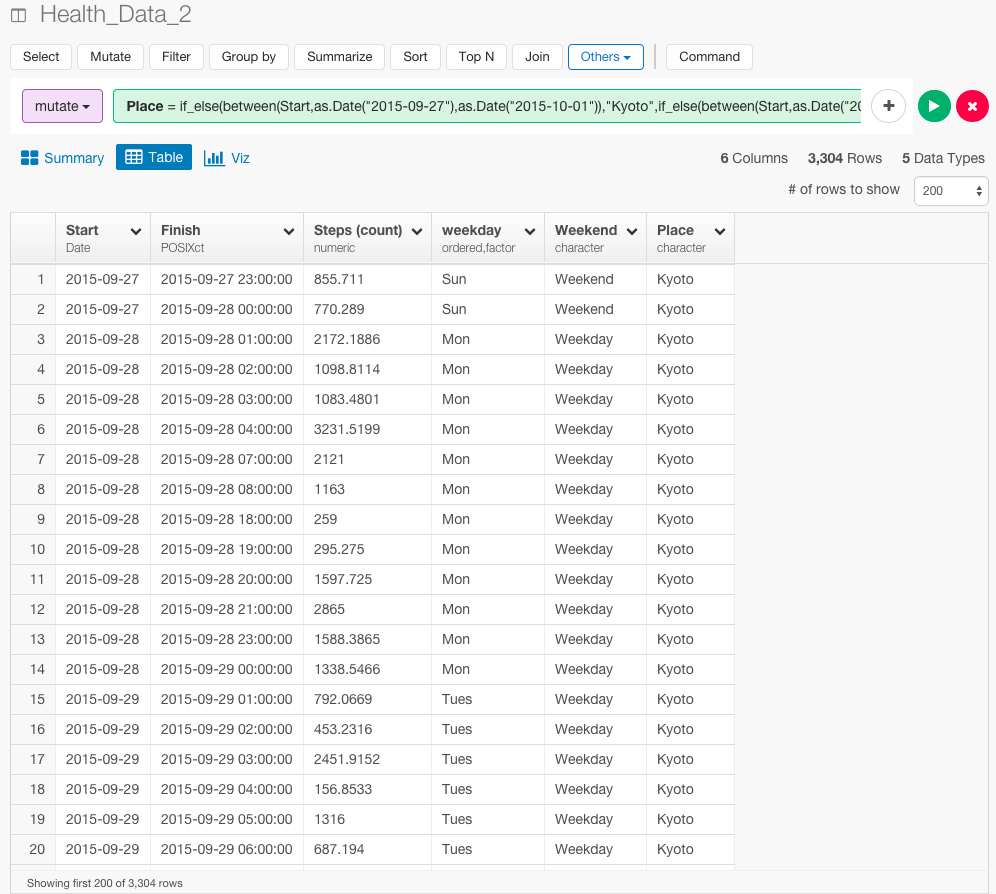 Health_Data_2
Select Mutate Filter Group by Summarize Sort Top N Join Others Command
mutate Place = if_else(between(Start,as.Date("2015-09-27"),as.Date("2015-10-01")),"Kyoto",if_else(between(Start,as.Date("20
Summary Table Viz 6 Columns 3,304 Rows 5 Data Types
# of rows to show 200
Start Finish Steps (count) weekday Weekend Place
Date POSIXct numeric ordered,factor character character
1 2015-09-27 2015-09-27 23:00:00 855.711 Sun Weekend Kyoto
2 2015-09-27 2015-09-28 00:00:00 770.289 Sun Weekend Kyoto
3 2015-09-28 2015-09-28 01:00:00 2172.1886 Mon Weekday Kyoto
4 2015-09-28 2015-09-28 02:00:00 1098.8114 Mon Weekday Kyoto
5 2015-09-28 2015-09-28 03:00:00 1083.4801 Mon Weekday Kyoto
6 2015-09-28 2015-09-28 04:00:00 3231.5199 Mon Weekday Kyoto
7 2015-09-28 2015-09-28 07:00:00 2121 Mon Weekday Kyoto
8 2015-09-28 2015-09-28 08:00:00 1163 Mon Weekday Kyoto
9 2015-09-28 2015-09-28 18:00:00 259 Mon Weekday Kyoto
10 2015-09-28 2015-09-28 19:00:00 295.275 Mon Weekday Kyoto
11 2015-09-28 2015-09-28 20:00:00 1597.725 Mon Weekday Kyoto
12 2015-09-28 2015-09-28 21:00:00 2865 Mon Weekday Kyoto
13 2015-09-28 2015-09-28 23:00:00 1588.3865 Mon Weekday Kyoto
14 2015-09-28 2015-09-29 00:00:00 1338.5466 Mon Weekday Kyoto
15 2015-09-29 2015-09-29 01:00:00 792.0669 Tues Weekday Kyoto
16 2015-09-29 2015-09-29 02:00:00 453.2316 Tues Weekday Kyoto
17 2015-09-29 2015-09-29 03:00:00 2451.9152 Tues Weekday Kyoto
18 2015-09-29 2015-09-29 04:00:00 156.8533 Tues Weekday Kyoto
19 2015-09-29 2015-09-29 05:00:00 1316 Tues Weekday Kyoto
20 2015-09-29 2015-09-29 06:00:00 687.194 Tues Weekday Kyoto
Showing first 200 of 3,304 rows